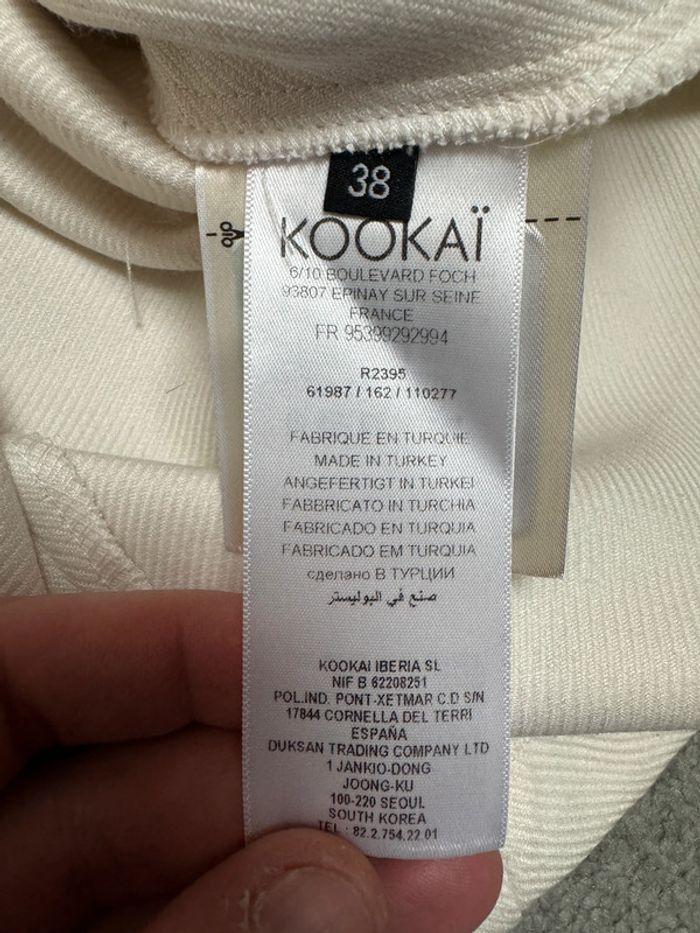 38
KOOKAÏ
6/10 BOULEVARD FOCH
93807 EPINAY SUR SEINE
FRANCE
FR 95399292994
R2395
61987 / 162 / 110277
FABRIQUE EN TURQUIE
MADE IN TURKEY
ANGEFERTIGT IN TURKEI
FABBRICATO IN TURCHIA
FABRICADO EN TURQUIA
FABRICADO EM TURQUIA
сделано В ТУРЦИИ
صنع في البوليستر
KOOKAI IBERIA SL
NIF B 62208251
POL.IND. PONT-XETMAR C.D S/N
17844 CORNELLA DEL TERRI
ESPAÑA
DUKSAN TRADING COMPANY LTD
1 JANKIO-DONG
JOONG-KU
100-220 SEOUL
SOUTH KOREA
TEL : 82.2.754.22 01